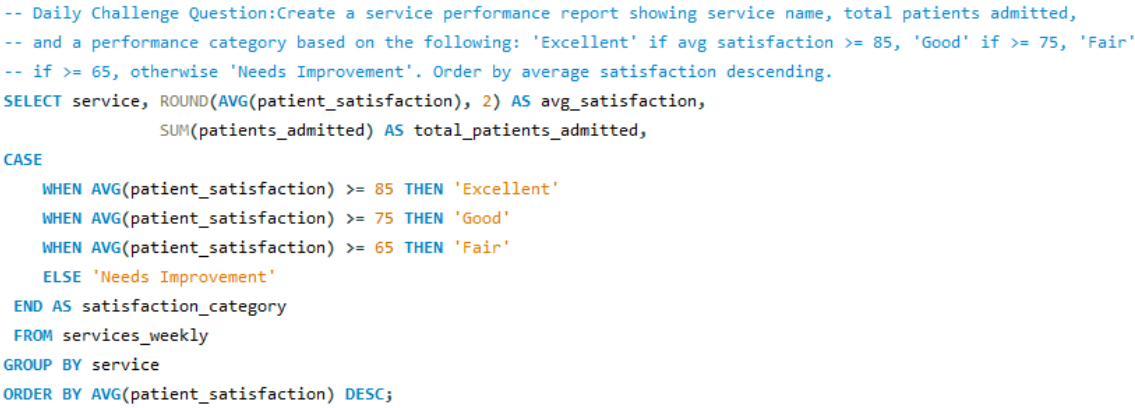 -- Daily Challenge Question:Create a service performance report showing service name, total patients admitted,
-- and a performance category based on the following: 'Excellent' if avg satisfaction >= 85, 'Good' if >= 75, 'Fair'
-- if >= 65, otherwise 'Needs Improvement'. Order by average satisfaction descending.
SELECT service, ROUND(AVG(patient_satisfaction), 2) AS avg_satisfaction,
SUM(patients_admitted) AS total_patients_admitted,
CASE
WHEN AVG(patient_satisfaction) >= 85 THEN 'Excellent'
WHEN AVG(patient_satisfaction) >= 75 THEN 'Good'
WHEN AVG(patient_satisfaction) >= 65 THEN 'Fair'
ELSE 'Needs Improvement'
END AS satisfaction_category
FROM services_weekly
GROUP BY service
ORDER BY AVG(patient_satisfaction) DESC;